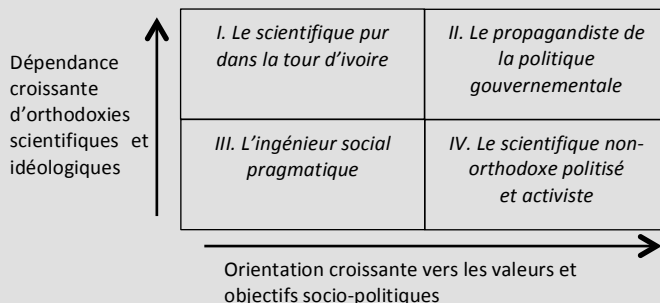 Dépendance
croissante
d'orthodoxies
scientifiques et
idéologiques
I. Le scientifique pur
dans la tour d'ivoire
II. Le propagandiste de
la politique
gouvernementale
III. L'ingénieur social
pragmatique
IV. Le scientifique non-
orthodoxe politisé
et activiste
Orientation croissante vers les valeurs et
objectifs socio-politiques